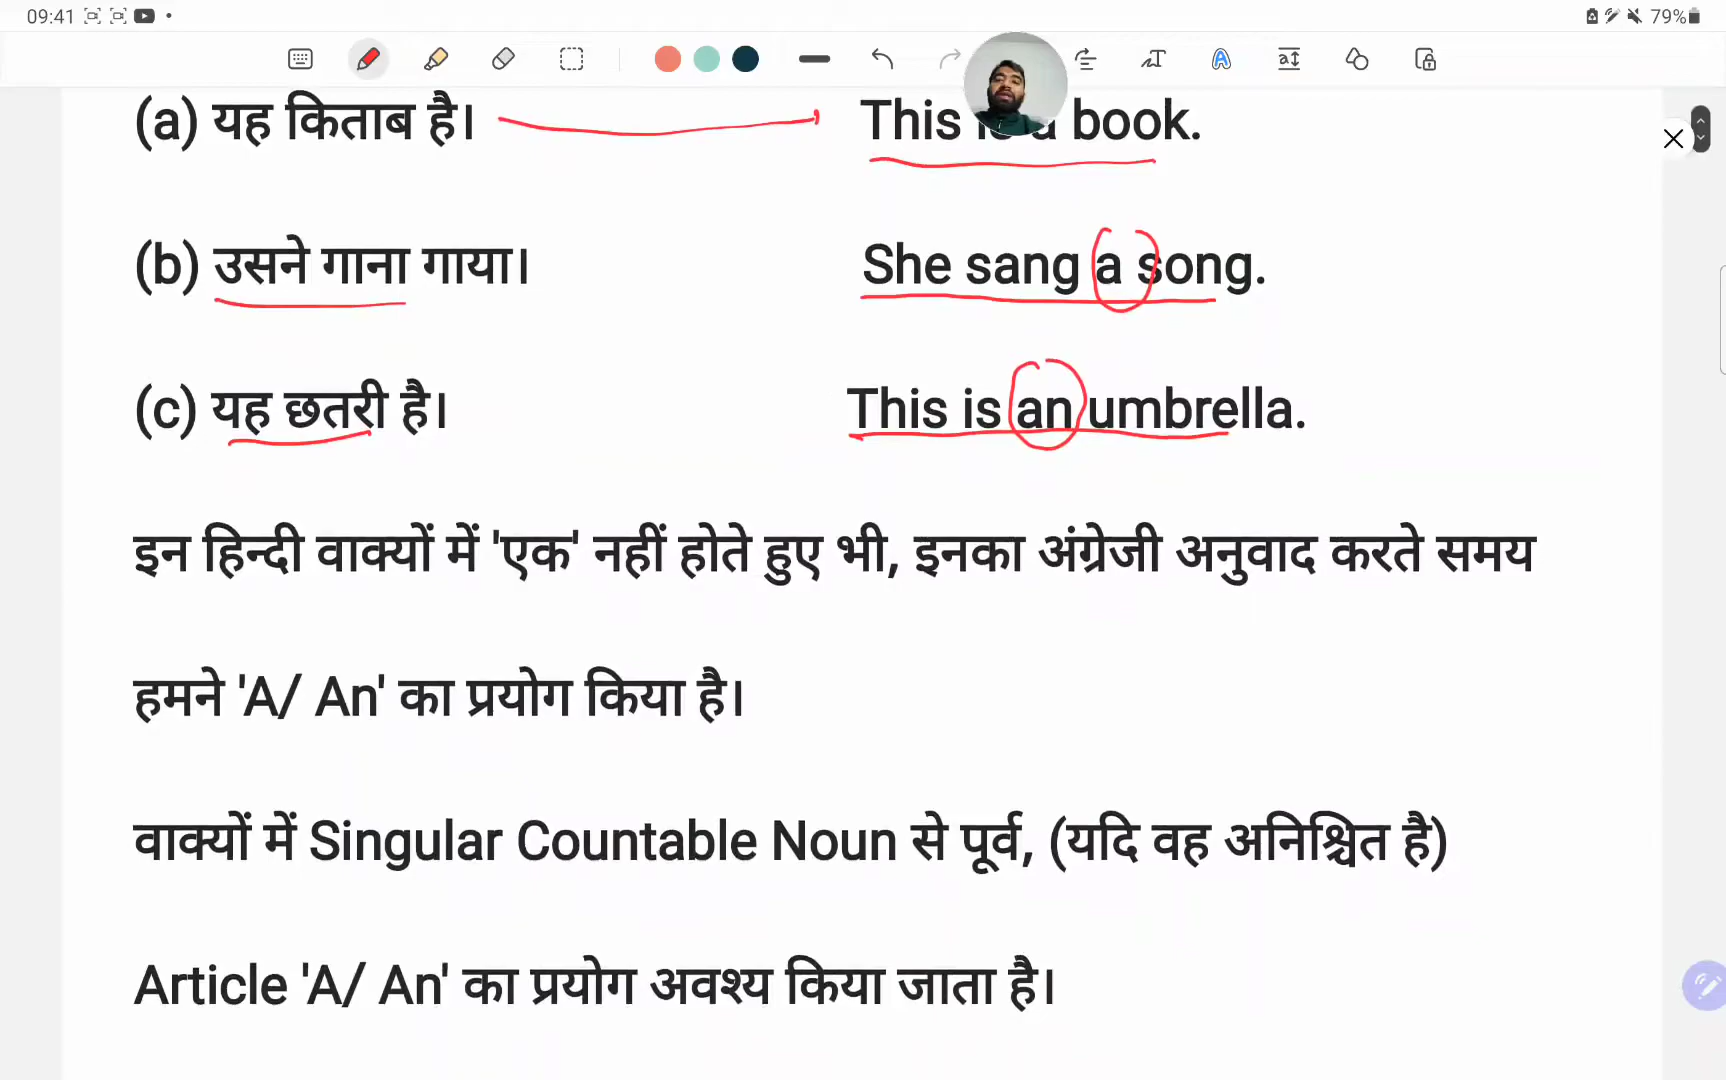 09:41 79%
(a) यह किताब है। This is a book.
(b) उसने गाना गाया। She sang a song.
(c) यह छतरी है। This is an umbrella.
इन हिन्दी वाक्यों में 'एक' नहीं होते हुए भी, इनका अंग्रेजी अनुवाद करते समय
हमने 'A/ An' का प्रयोग किया है।
वाक्यों में Singular Countable Noun से पूर्व, (यदि वह अनिश्चित है)
Article 'A/ An' का प्रयोग अवश्य किया जाता है।